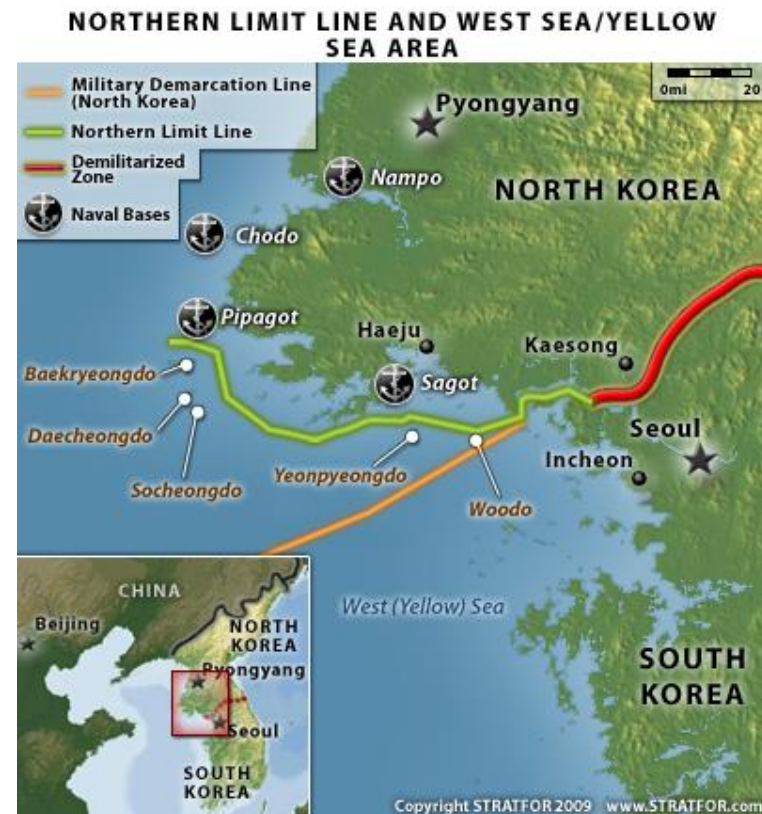 NORTHERN LIMIT LINE AND WEST SEA/YELLOW
SEA AREA
Military Demarcation Line
(North Korea)
Northern Limit Line
Demilitarized
Zone
Naval Bases
0mi 20
Pyongyang
Nampo
NORTH KOREA
Chodo
Pipagot
Haeju
Kaesong
Baekryeongdo
Sagot
Daecheongdo
Seoul
Incheon
Yeonpyeongdo
Socheongdo
Woodo
West (Yellow) Sea
SOUTH
KOREA
CHINA
Beijing
NORTH
KOREA
Pyongyang
Seoul
SOUTH
KOREA
Copyright STRATFOR 2009 www.STRATFOR.com